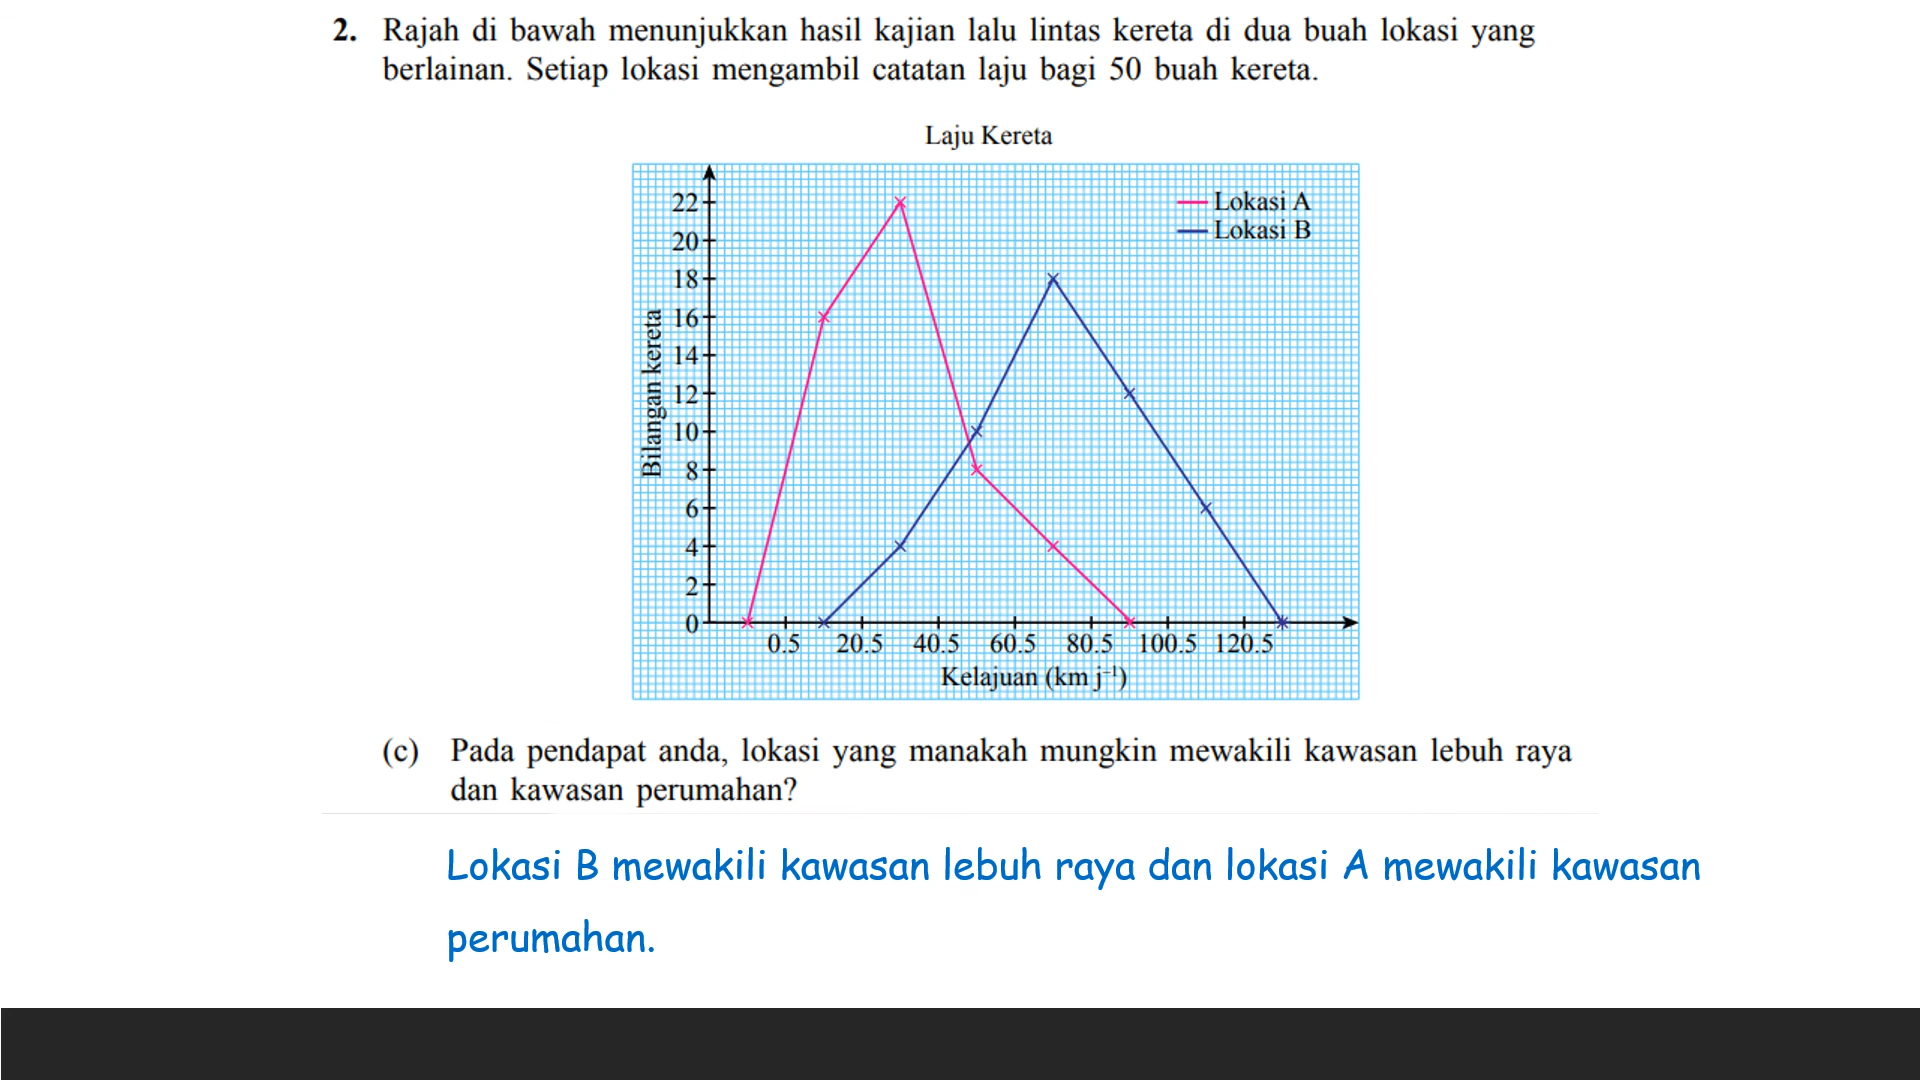 2. Rajah di bawah menunjukkan hasil kajian lalu lintas kereta di dua buah lokasi yang
berlainan. Setiap lokasi mengambil catatan laju bagi 50 buah kereta.
Laju Kereta
Lokasi A
Lokasi B
Bilangan kereta
22
20
18
16
14
12
10
8
6
4
2
0
0.5 20.5 40.5 60.5 80.5 100.5 120.5
Kelajuan (km j⁻¹)
(c) Pada pendapat anda, lokasi yang manakah mungkin mewakili kawasan lebuh raya
dan kawasan perumahan?
Lokasi B mewakili kawasan lebuh raya dan lokasi A mewakili kawasan
perumahan.